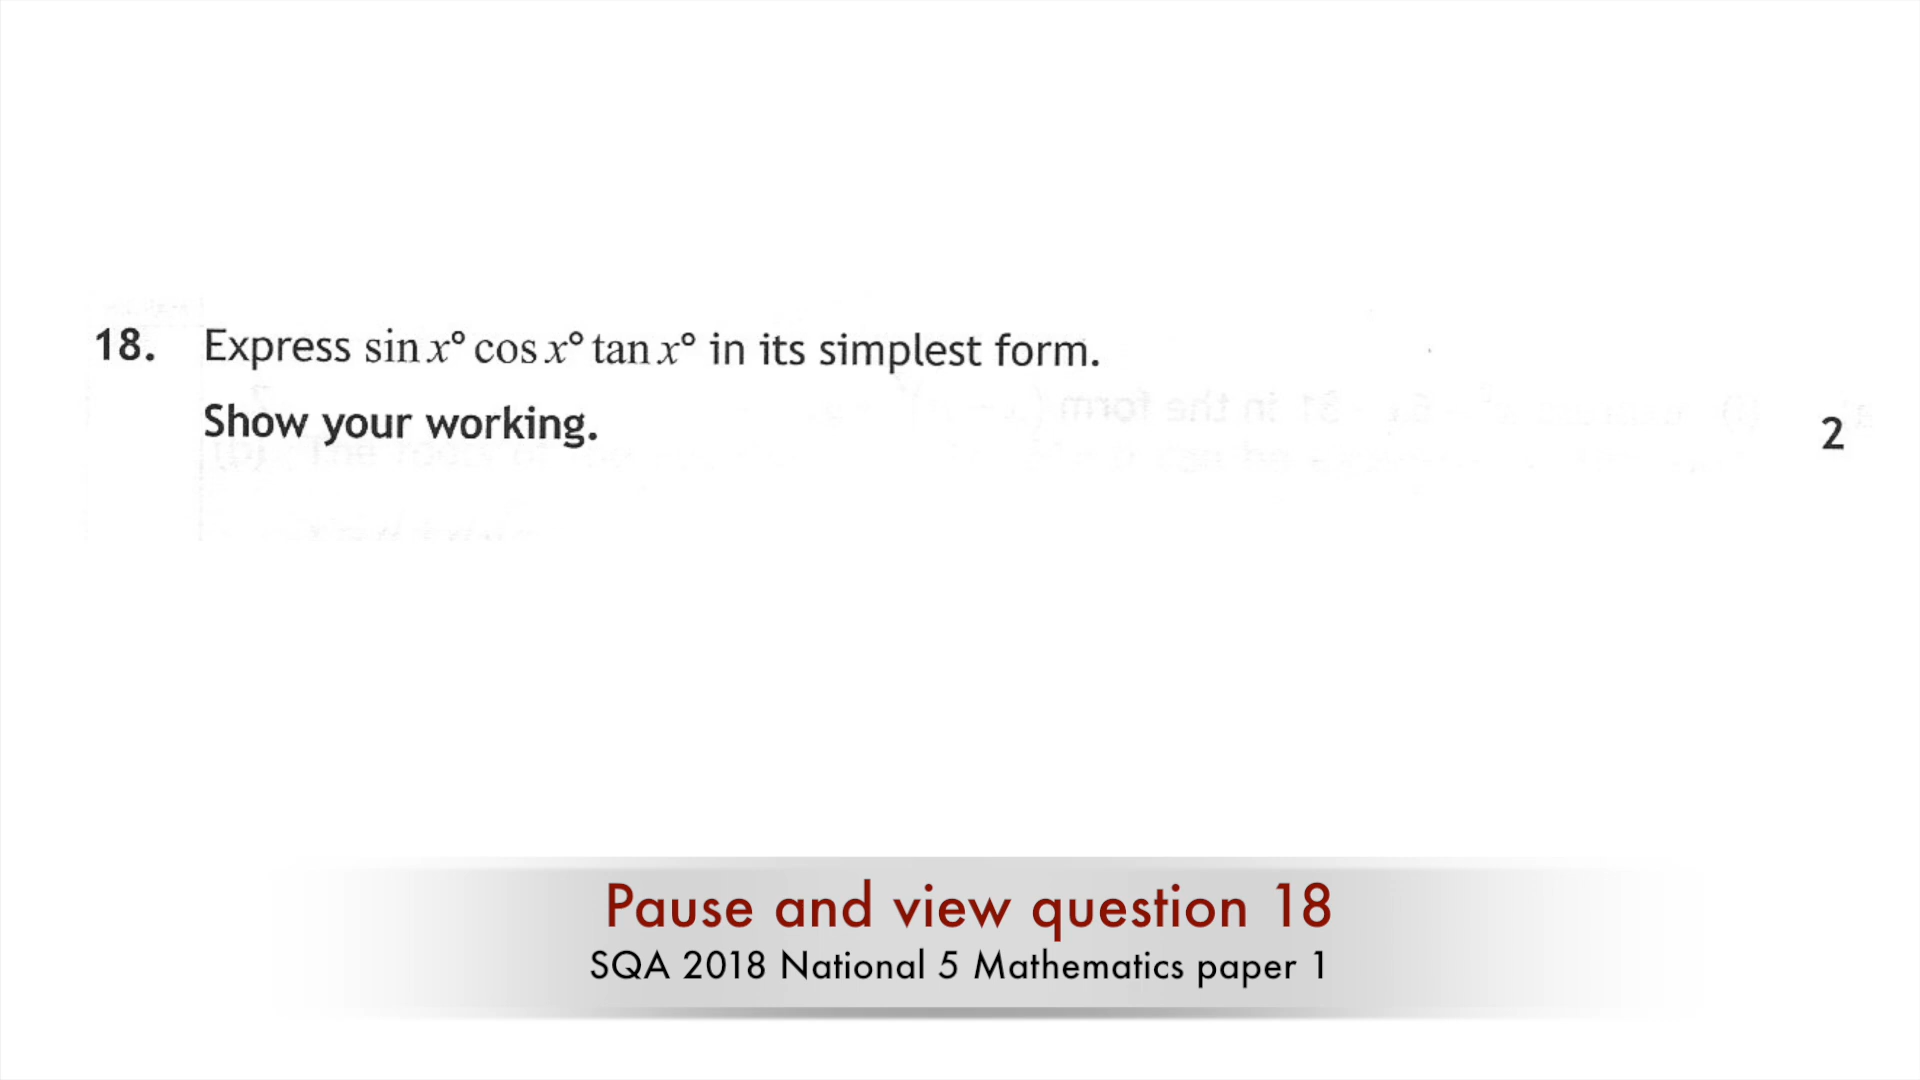 18. Express sin x° cos x° tan x° in its simplest form.
Show your working.
2
Pause and view question 18
SQA 2018 National 5 Mathematics paper 1